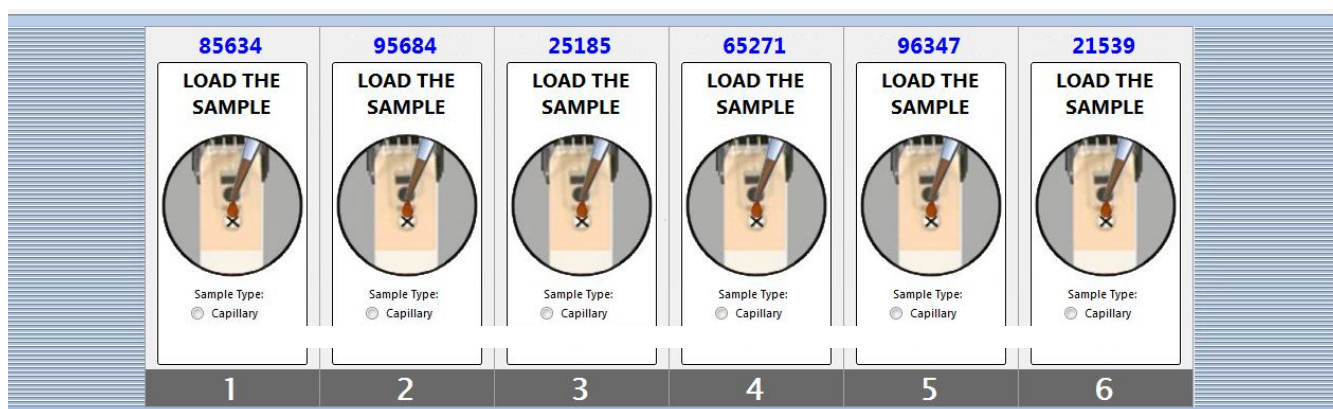 85634
LOAD THE
SAMPLE
Sample Type:
Capillary
1
95684
LOAD THE
SAMPLE
Sample Type:
Capillary
2
25185
LOAD THE
SAMPLE
Sample Type:
Capillary
3
65271
LOAD THE
SAMPLE
Sample Type:
Capillary
4
96347
LOAD THE
SAMPLE
Sample Type:
Capillary
5
21539
LOAD THE
SAMPLE
Sample Type:
Capillary
6